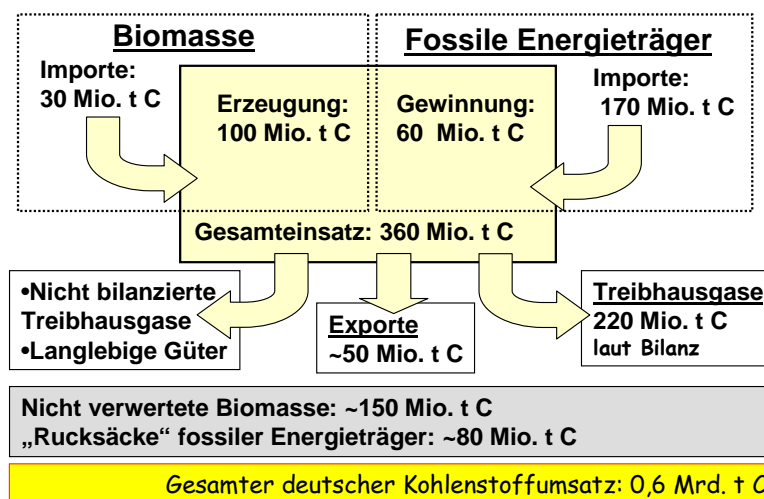 Biomasse
Importe:
30 Mio. t C
Erzeugung:
100 Mio. t C
Fossile Energieträger
Gewinnung:
60 Mio. t C
Importe:
170 Mio. t C
Gesamteinsatz: 360 Mio. t C
•Nicht bilanzierte
Treibhausgase
•Langlebige Güter
Exporte
~50 Mio. t C
Treibhausgase
220 Mio. t C
laut Bilanz
Nicht verwertete Biomasse: ~150 Mio. t C
„Rucksäcke“ fossiler Energieträger: ~80 Mio. t C
Gesamter deutscher Kohlenstoffumsatz: 0,6 Mrd. t C